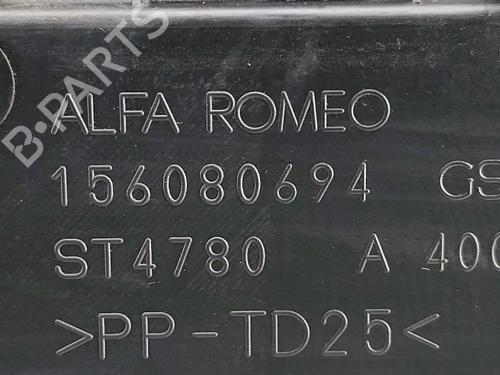 B-PARTS
ALFA ROMEO
156080694 GS
ST4780 A 400
>PP-TD25<